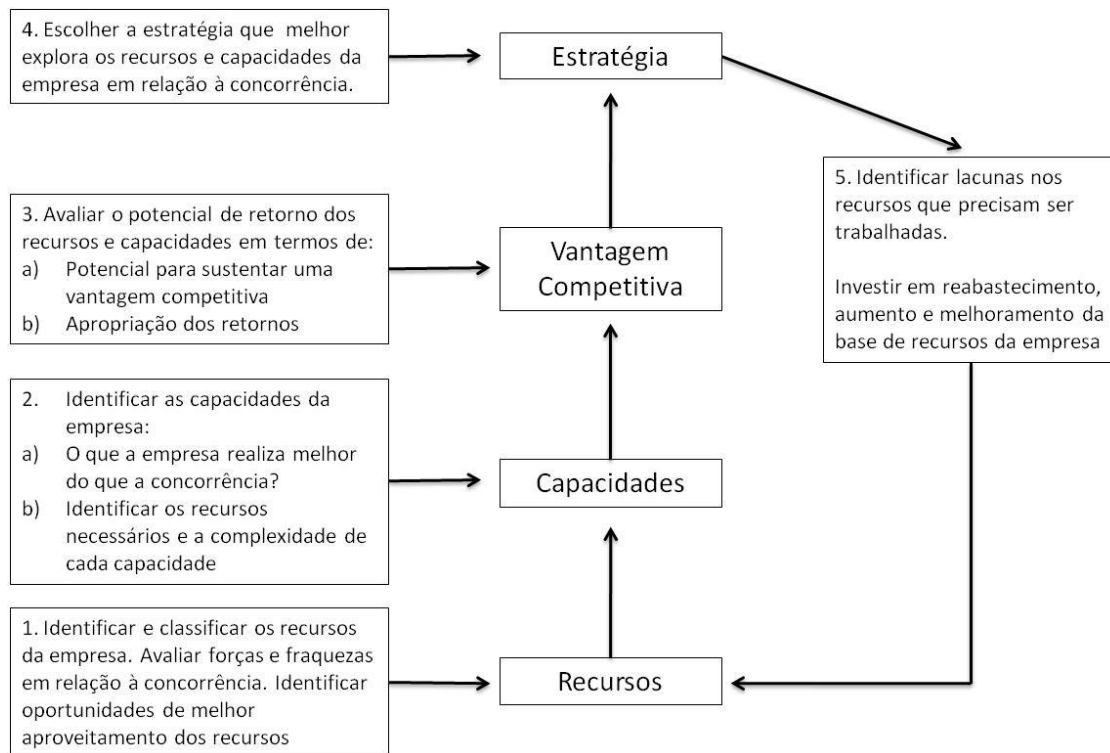 4. Escolher a estratégia que melhor
explora os recursos e capacidades da
empresa em relação à concorrência.
Estratégia
5. Identificar lacunas nos
recursos que precisam ser
trabalhadas.
Investir em reabastecimento,
aumento e melhoramento da
base de recursos da empresa
3. Avaliar o potencial de retorno dos
recursos e capacidades em termos de:
a) Potencial para sustentar uma
vantagem competitiva
b) Apropriação dos retornos
Vantagem
Competitiva
2. Identificar as capacidades da
empresa:
a) O que a empresa realiza melhor
do que a concorrência?
b) Identificar os recursos
necessários e a complexidade de
cada capacidade
Capacidades
1. Identificar e classificar os recursos
da empresa. Avaliar forças e fraquezas
em relação à concorrência. Identificar
oportunidades de melhor
aproveitamento dos recursos
Recursos